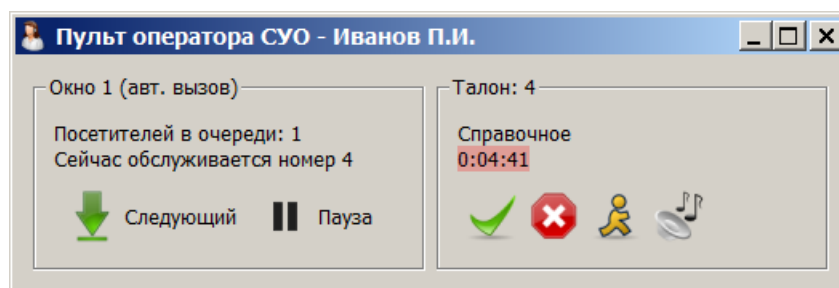 Пульт оператора СУО - Иванов П.И.
Окно 1 (авт. вызов)
Посетителей в очереди: 1
Сейчас обслуживается номер 4
Следующий
Пауза
Талон: 4
Справочное
0:04:41